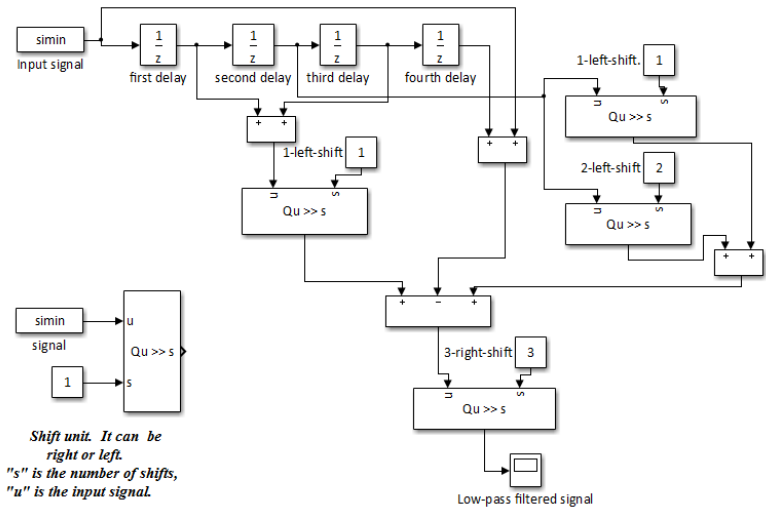 simin
Input signal
1
z
first delay
1
z
second delay
1
z
third delay
1
z
fourth delay
1-left-shift.
1
u
s
Qu >> s
+ +
+ +
1-left-shift
1
u
s
Qu >> s
2-left-shift
2
u
s
Qu >> s
+ +
+ − +
3-right-shift
3
u
s
Qu >> s
Low-pass filtered signal
simin
signal
1
u
Qu >> s
s
Shift unit. It can be
right or left.
"s" is the number of shifts,
"u" is the input signal.